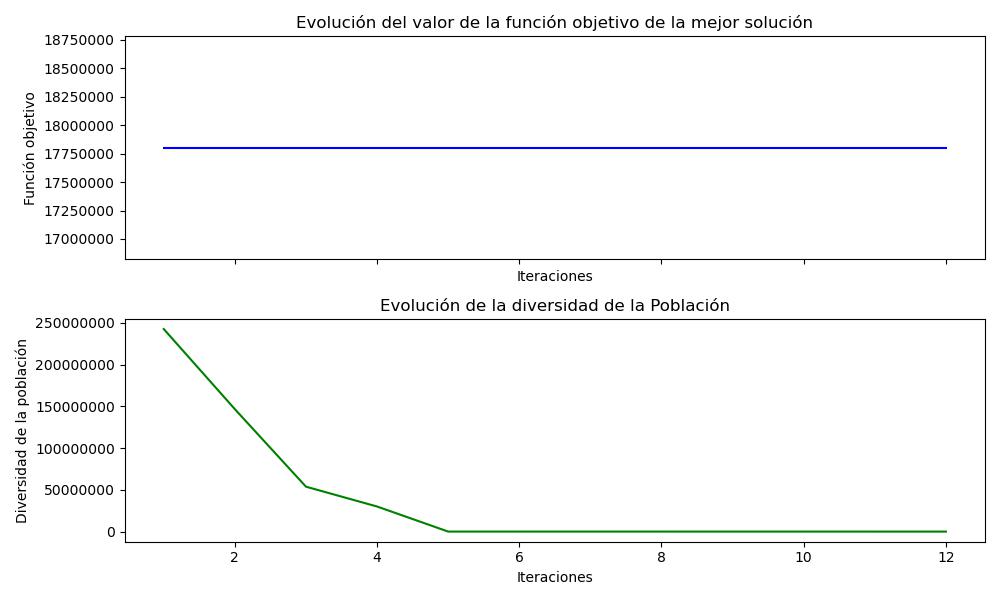 Evolución del valor de la función objetivo de la mejor solución
18750000
18500000
18250000
18000000
17750000
17500000
17250000
17000000
Función objetivo
Iteraciones
Evolución de la diversidad de la Población
250000000
200000000
150000000
100000000
50000000
0
Diversidad de la población
2 4 6 8 10 12
Iteraciones